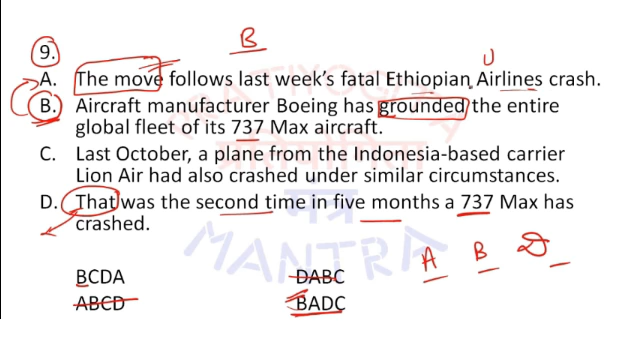 B
9.
A. The move follows last week's fatal Ethiopian Airlines crash.
B. Aircraft manufacturer Boeing has grounded the entire
global fleet of its 737 Max aircraft.
C. Last October, a plane from the Indonesia-based carrier
Lion Air had also crashed under similar circumstances.
D. That was the second time in five months a 737 Max has
crashed.
A B D
BCDA DABC
ABCD BADC
PRATIYOGITA
प्रतियोगिता
मंत्र
MANTRA